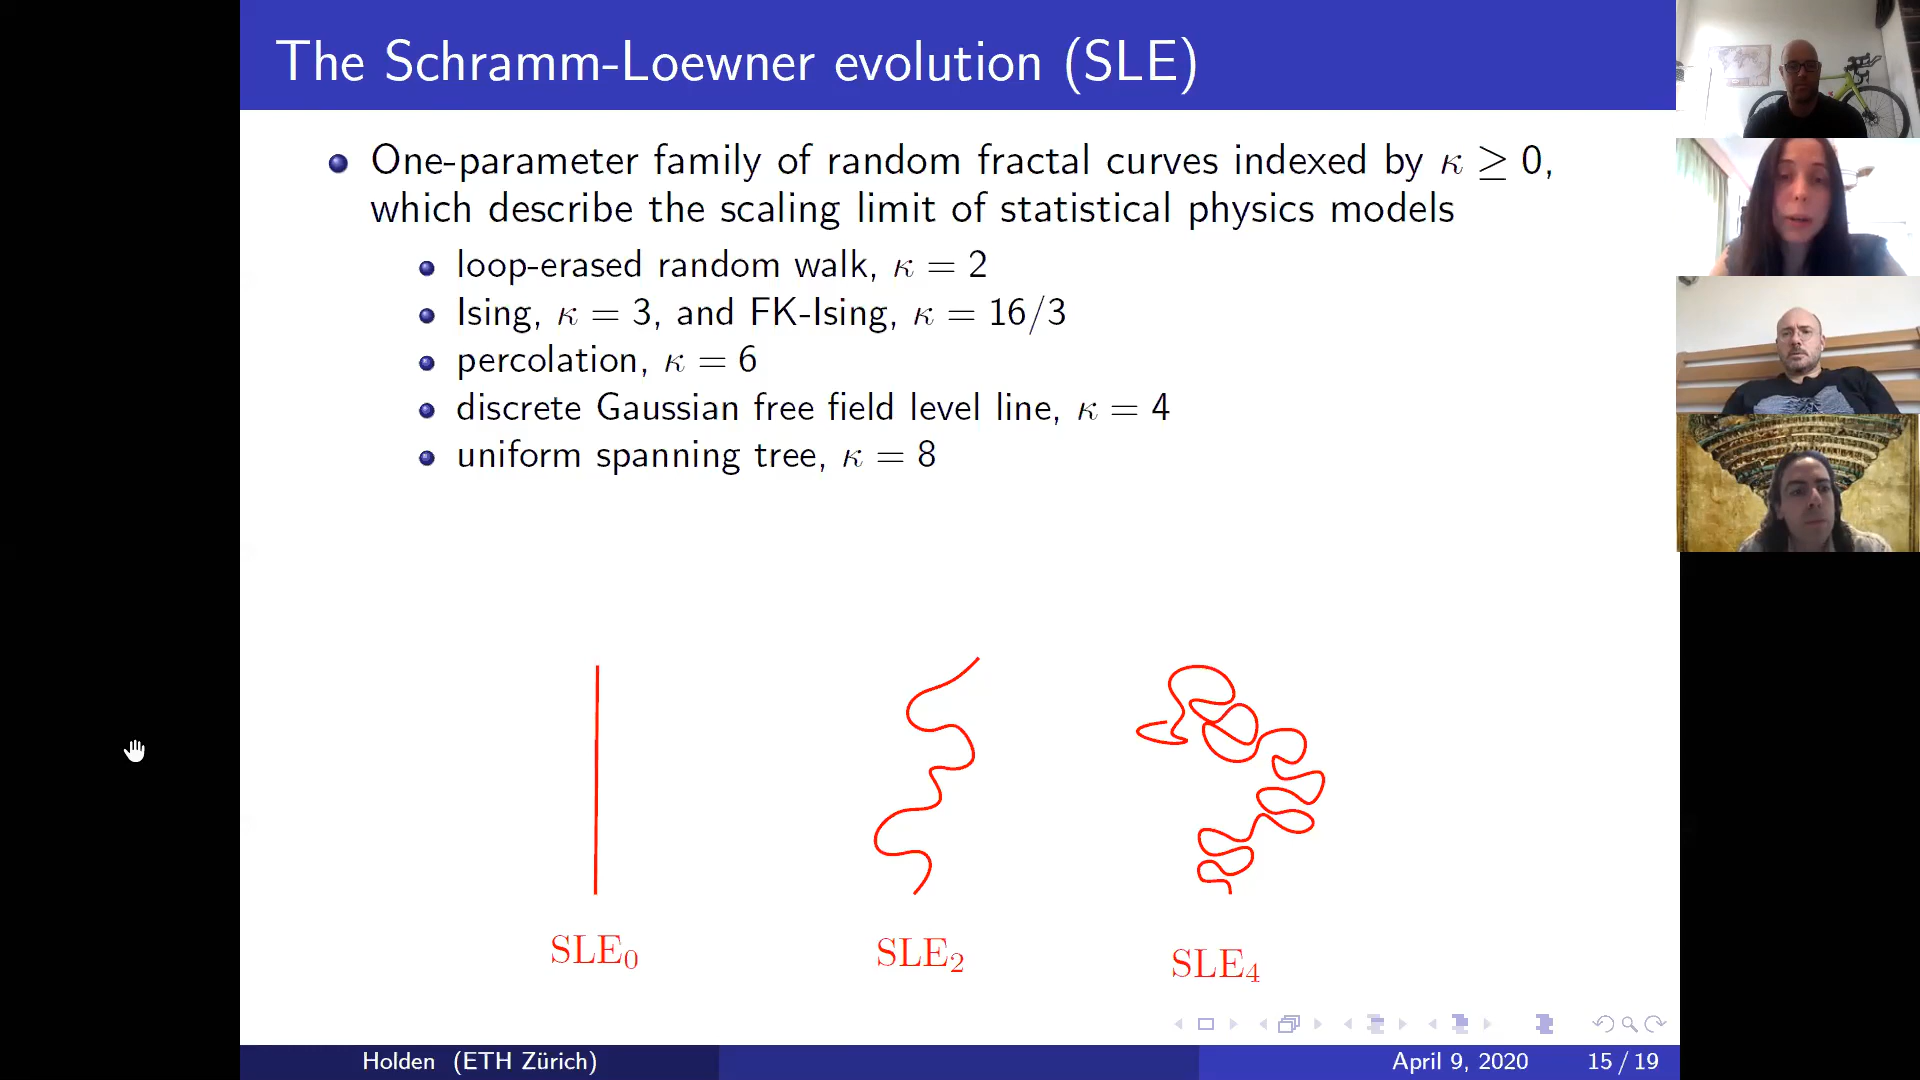 The Schramm-Loewner evolution (SLE)
One-parameter family of random fractal curves indexed by κ ≥ 0,
which describe the scaling limit of statistical physics models
loop-erased random walk, κ = 2
Ising, κ = 3, and FK-Ising, κ = 16/3
percolation, κ = 6
discrete Gaussian free field level line, κ = 4
uniform spanning tree, κ = 8
SLE₀
SLE₂
SLE₄
Holden (ETH Zürich)
April 9, 2020
15 / 19